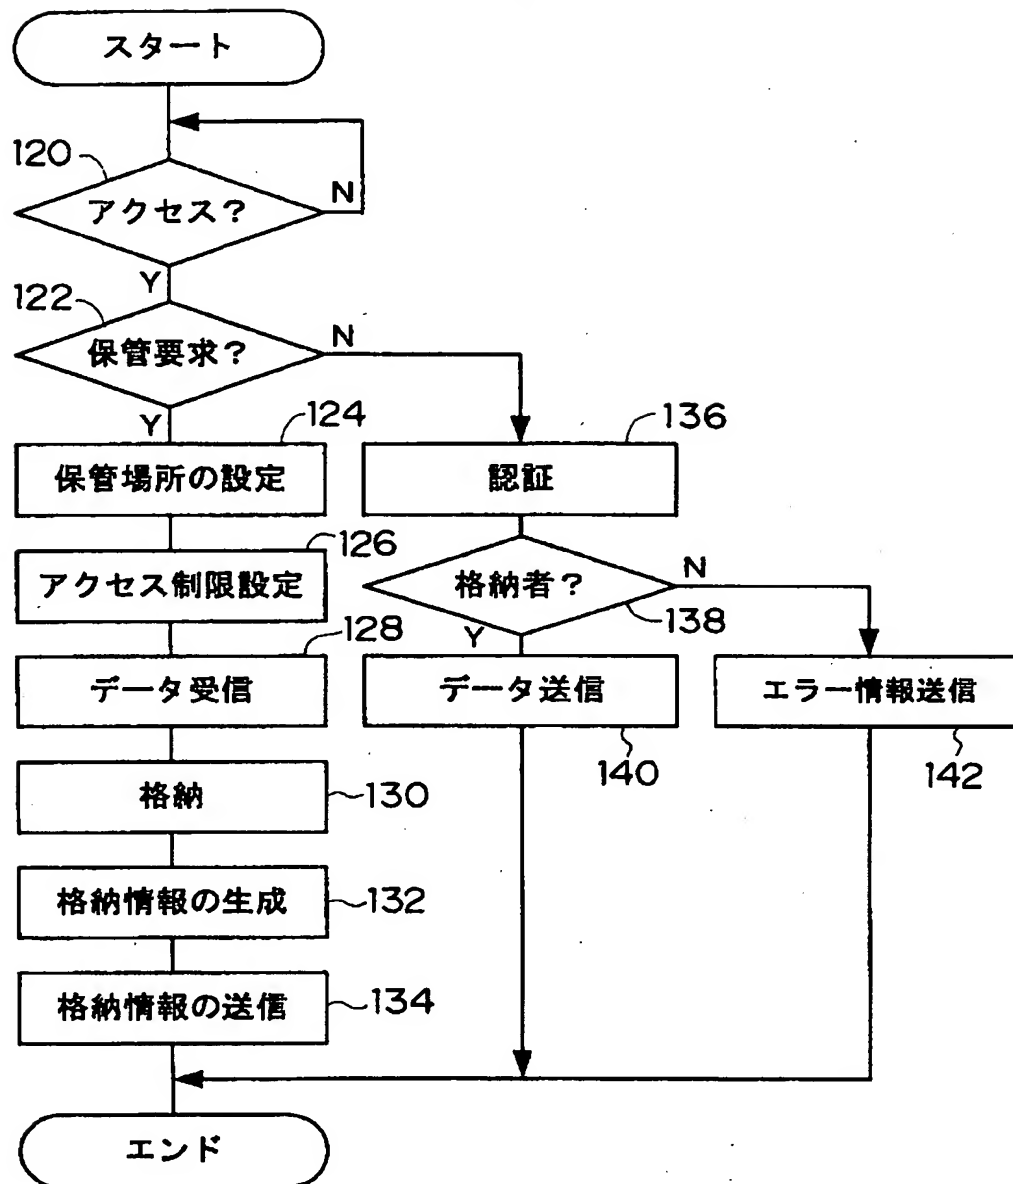 スタート
120
アクセス?
N
Y
122
保管要求?
N
Y
124
保管場所の設定
136
認証
126
アクセス制限設定
格納者?
N
138
Y
128
データ受信
データ送信
140
エラー情報送信
142
格納
130
格納情報の生成
132
格納情報の送信
134
エンド